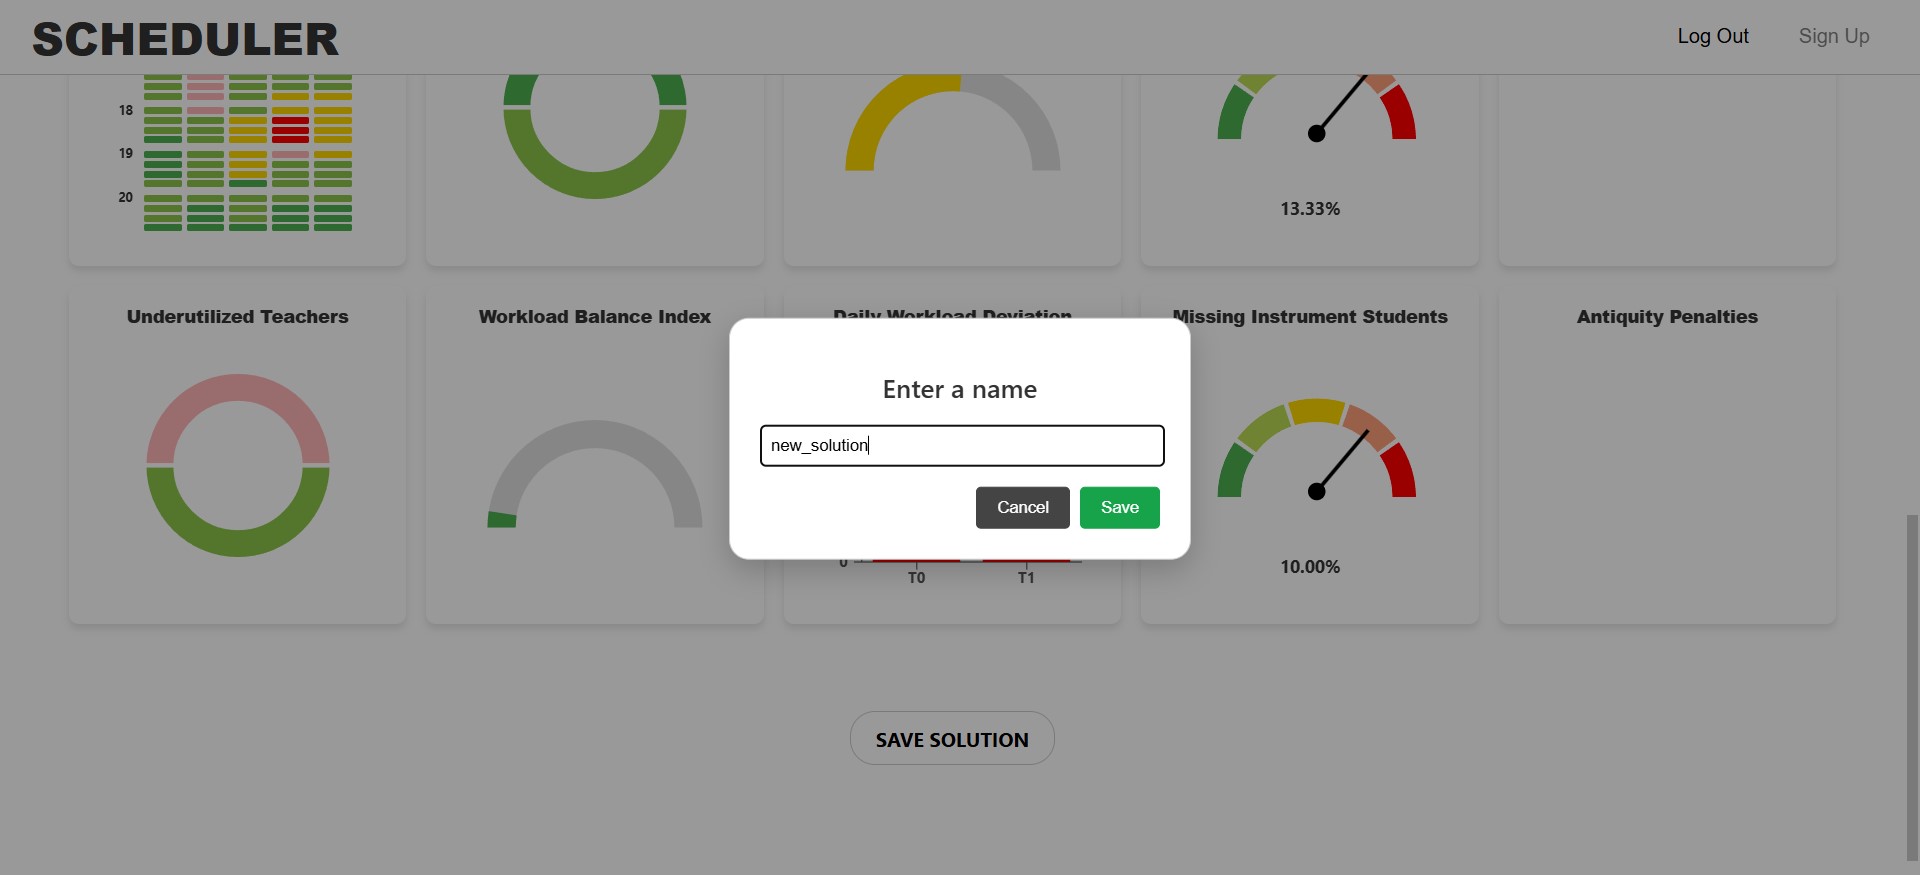 SCHEDULER
Log Out
Sign Up
18
19
20
13.33%
Underutilized Teachers
Workload Balance Index
Daily Workload Deviation
Missing Instrument Students
Antiquity Penalties
Enter a name
new_solution
Cancel
Save
0
T0
T1
10.00%
SAVE SOLUTION